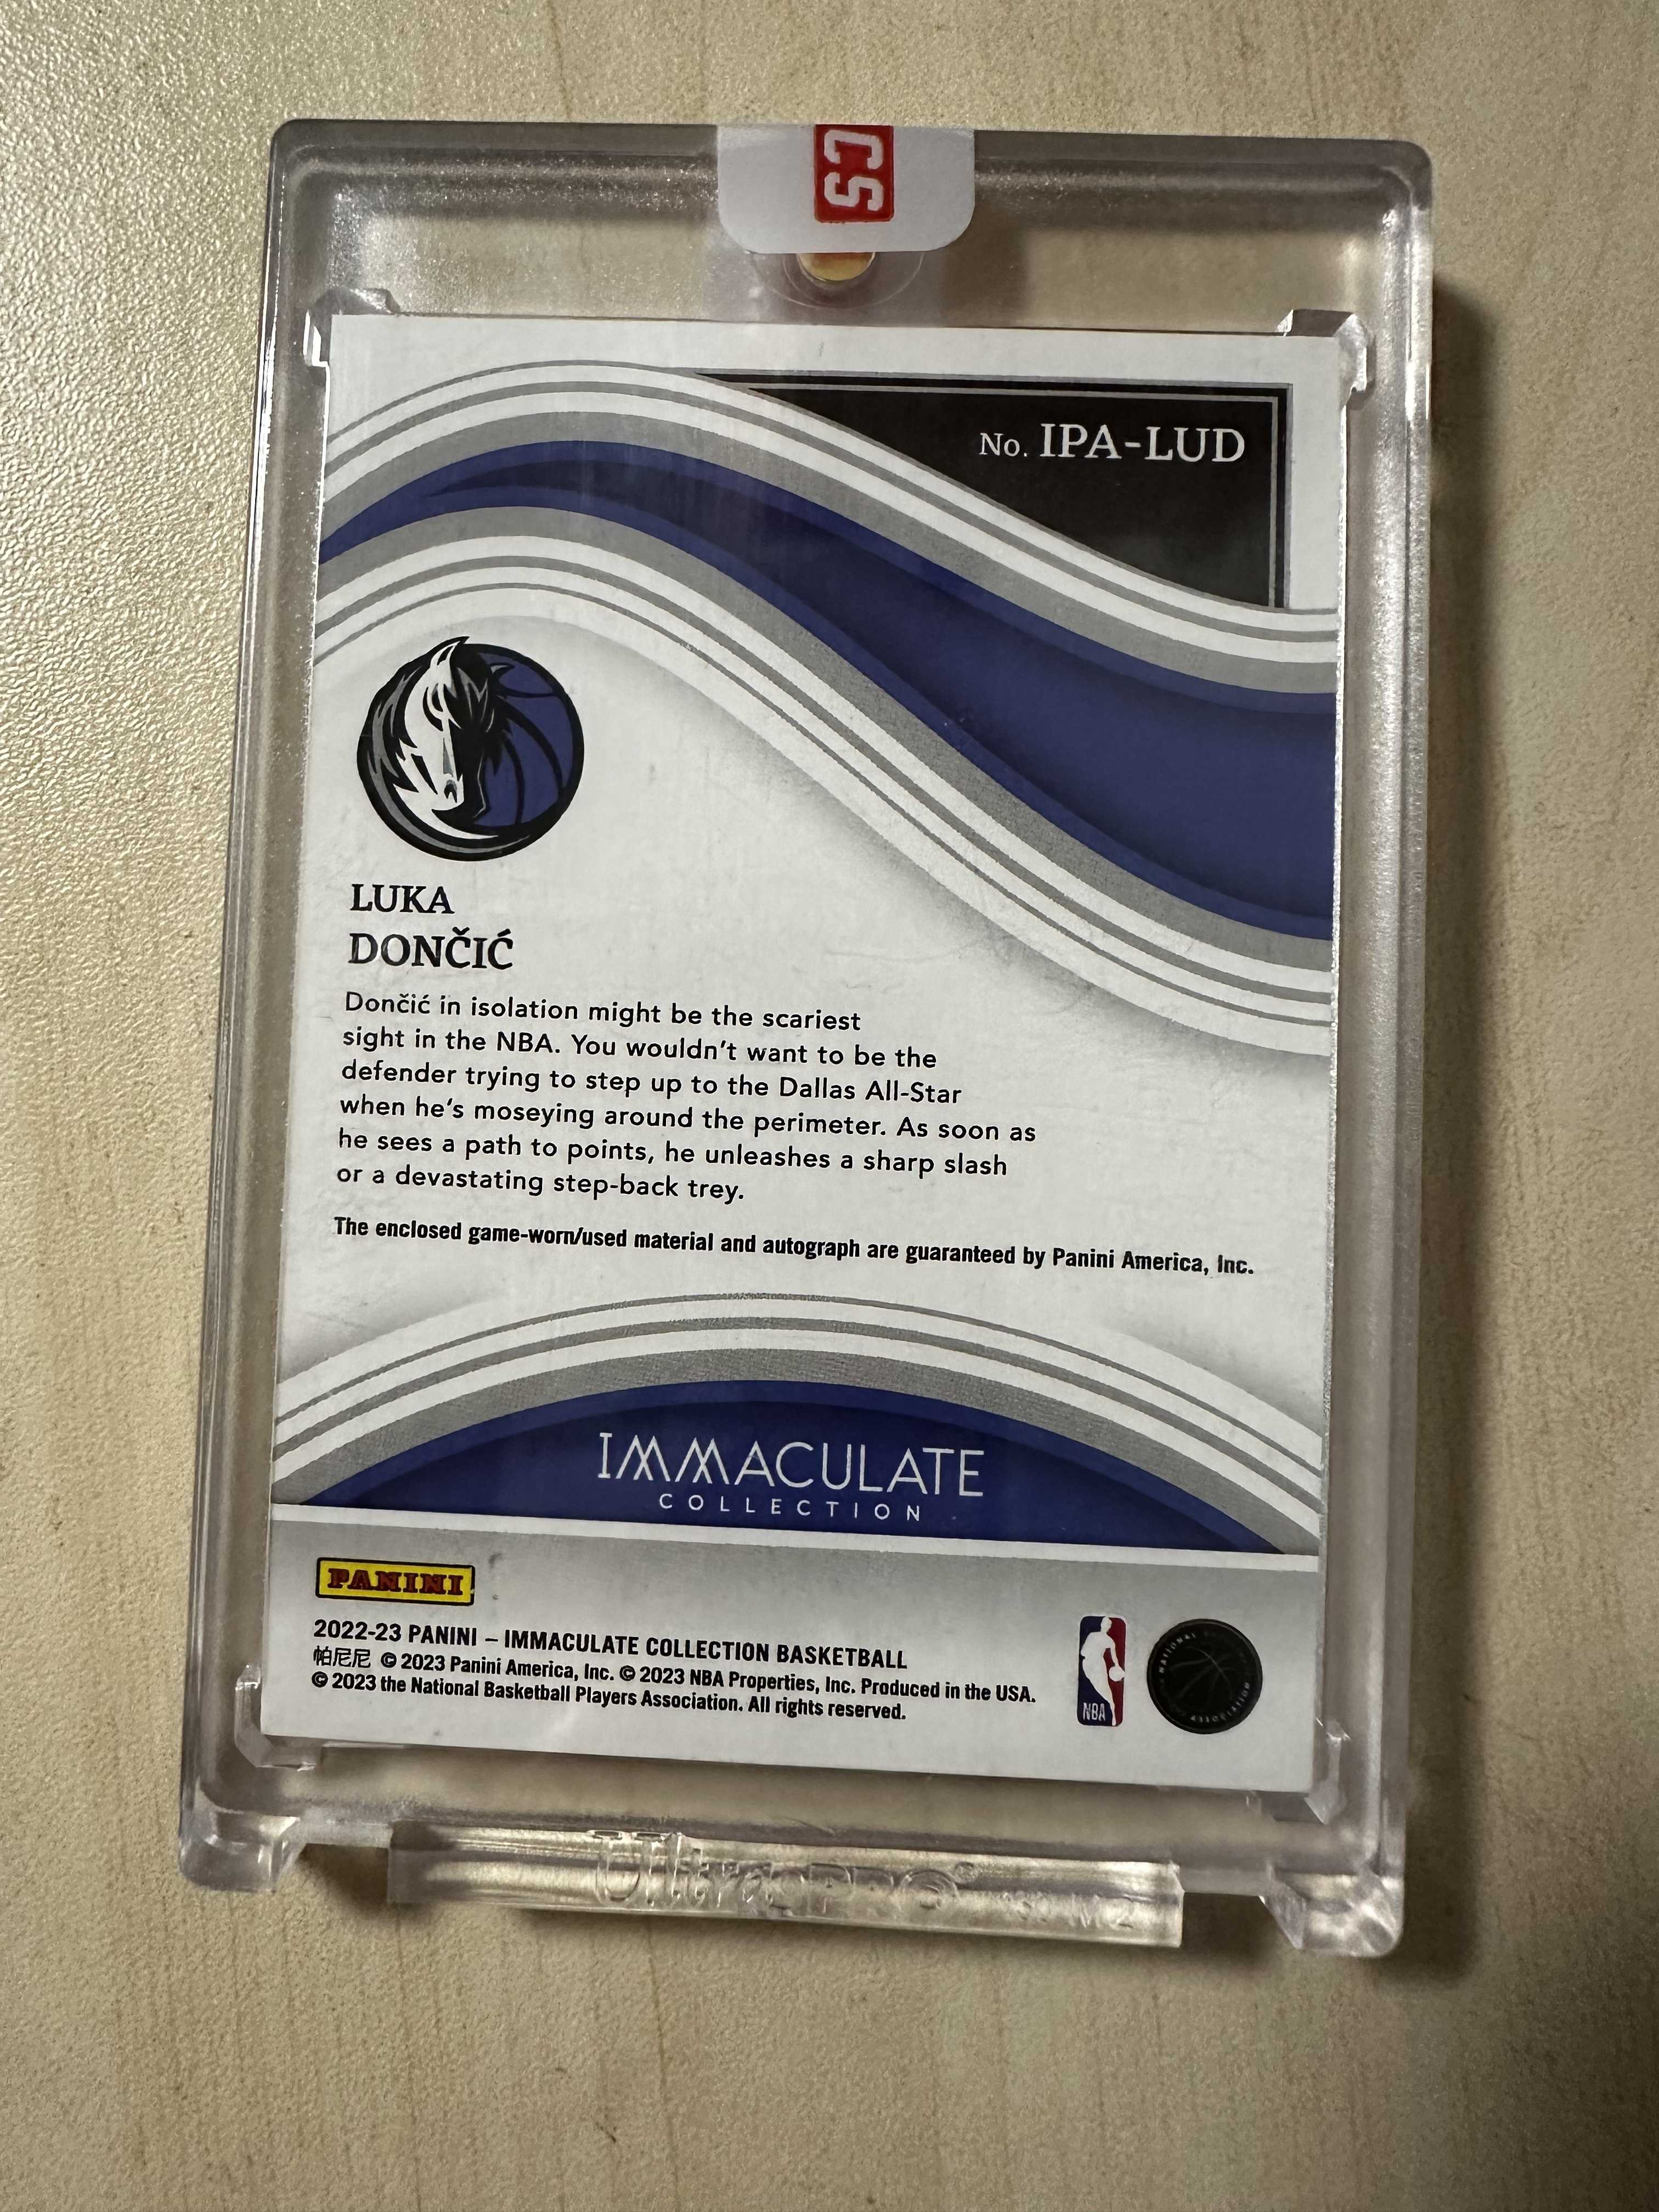 CS
No. IPA-LUD
LUKA
DONČIĆ
Dončić in isolation might be the scariest
sight in the NBA. You wouldn't want to be the
defender trying to step up to the Dallas All-Star
when he's moseying around the perimeter. As soon as
he sees a path to points, he unleashes a sharp slash
or a devastating step-back trey.
The enclosed game-worn/used material and autograph are guaranteed by Panini America, Inc.
IMMACULATE
COLLECTION
PANINI
2022-23 PANINI – IMMACULATE COLLECTION BASKETBALL
帕尼尼 © 2023 Panini America, Inc. © 2023 NBA Properties, Inc. Produced in the USA.
© 2023 the National Basketball Players Association. All rights reserved.
NBA
NATIONAL
ASSOCIATION
UltraPRO®